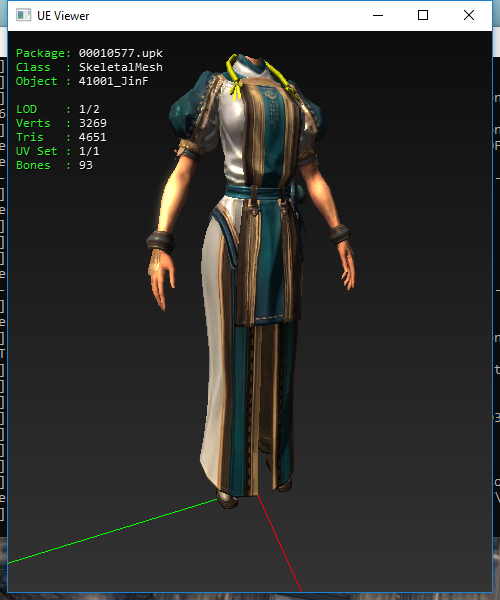 UE Viewer
Package: 00010577.upk
Class : SkeletalMesh
Object : 41001_JinF
LOD : 1/2
Verts : 3269
Tris : 4651
UV Set : 1/1
Bones : 93